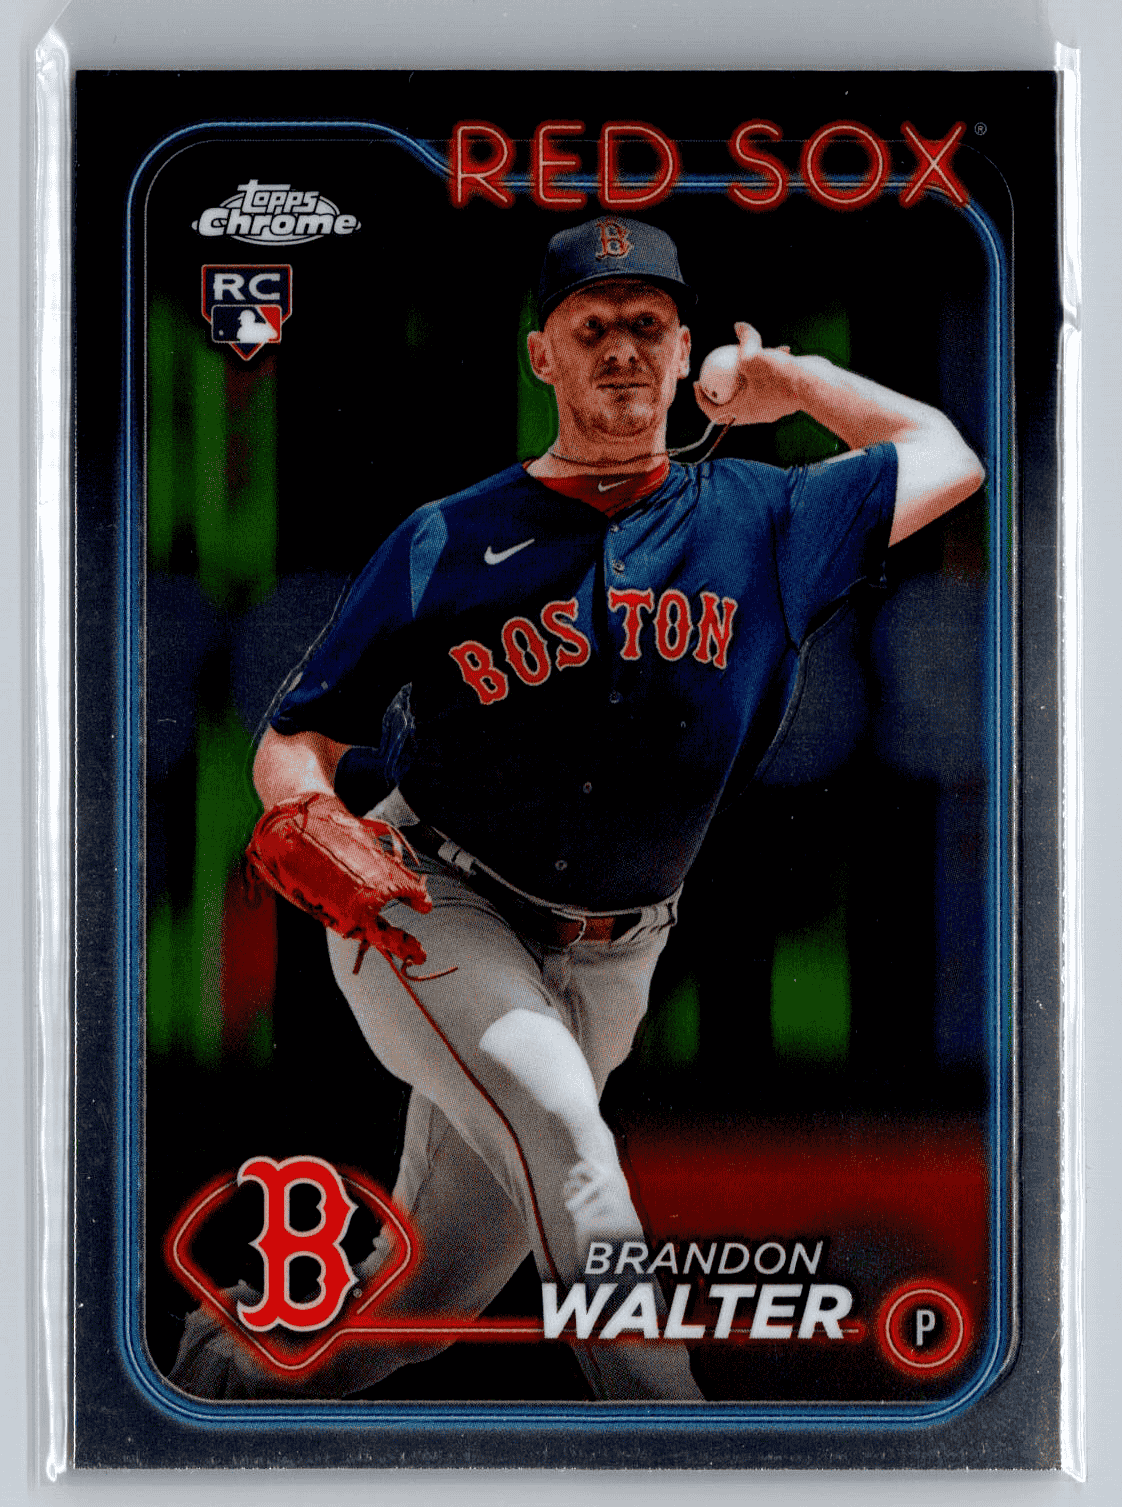 RED SOX®
Topps
Chrome
RC
B
BOSTON
B®
BRANDON
WALTER
P